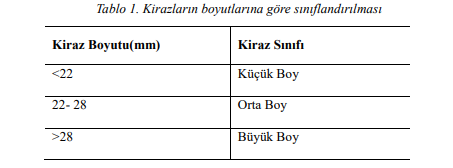 Tablo 1. Kirazların boyutlarına göre sınıflandırılması
Kiraz Boyutu(mm) Kiraz Sınıfı
<22 Küçük Boy
22- 28 Orta Boy
>28 Büyük Boy